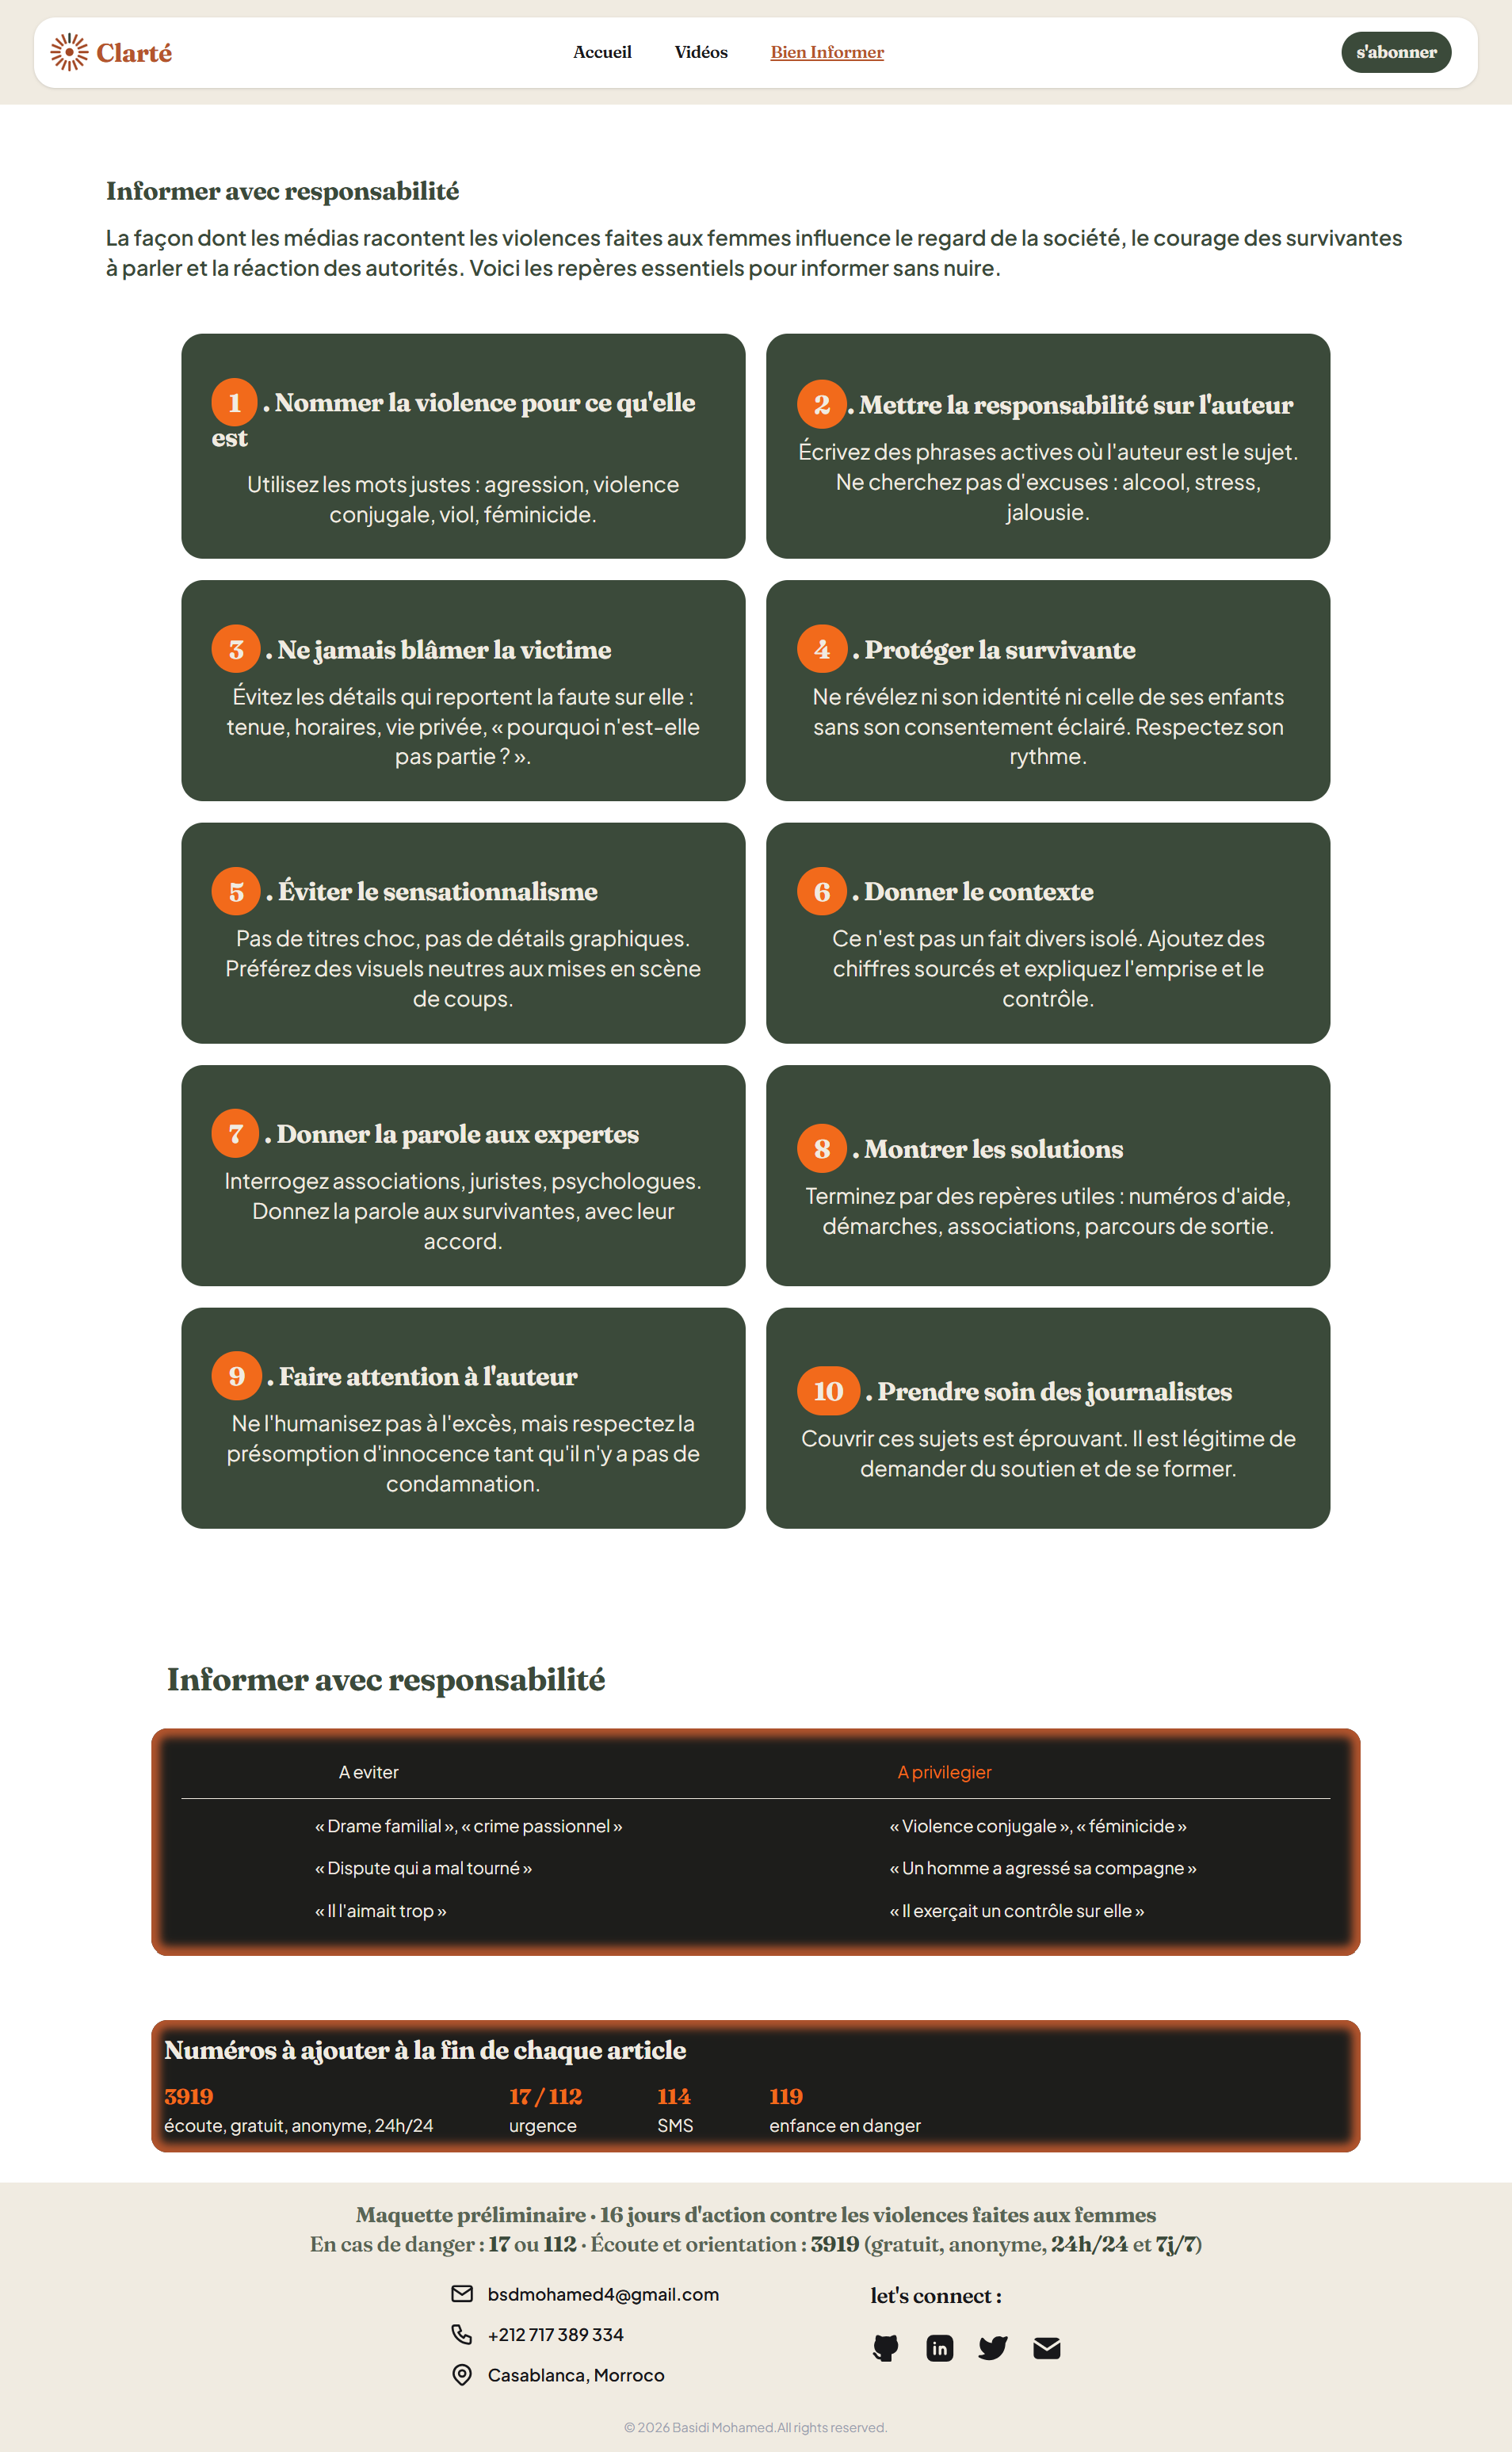 Clarté
Accueil
Vidéos
Bien Informer
s'abonner
Informer avec responsabilité
La façon dont les médias racontent les violences faites aux femmes influence le regard de la société, le courage des survivantes
à parler et la réaction des autorités. Voici les repères essentiels pour informer sans nuire.
1 . Nommer la violence pour ce qu'elle
est
Utilisez les mots justes : agression, violence
conjugale, viol, féminicide.
2 . Mettre la responsabilité sur l'auteur
Écrivez des phrases actives où l'auteur est le sujet.
Ne cherchez pas d'excuses : alcool, stress,
jalousie.
3 . Ne jamais blâmer la victime
Évitez les détails qui reportent la faute sur elle :
tenue, horaires, vie privée, « pourquoi n'est-elle
pas partie ? ».
4 . Protéger la survivante
Ne révélez ni son identité ni celle de ses enfants
sans son consentement éclairé. Respectez son
rythme.
5 . Éviter le sensationnalisme
Pas de titres choc, pas de détails graphiques.
Préférez des visuels neutres aux mises en scène
de coups.
6 . Donner le contexte
Ce n'est pas un fait divers isolé. Ajoutez des
chiffres sourcés et expliquez l'emprise et le
contrôle.
7 . Donner la parole aux expertes
Interrogez associations, juristes, psychologues.
Donnez la parole aux survivantes, avec leur
accord.
8 . Montrer les solutions
Terminez par des repères utiles : numéros d'aide,
démarches, associations, parcours de sortie.
9 . Faire attention à l'auteur
Ne l'humanisez pas à l'excès, mais respectez la
présomption d'innocence tant qu'il n'y a pas de
condamnation.
10 . Prendre soin des journalistes
Couvrir ces sujets est éprouvant. Il est légitime de
demander du soutien et de se former.
Informer avec responsabilité
A eviter
A privilegier
« Drame familial », « crime passionnel »
« Violence conjugale », « féminicide »
« Dispute qui a mal tourné »
« Un homme a agressé sa compagne »
« Il l'aimait trop »
« Il exerçait un contrôle sur elle »
Numéros à ajouter à la fin de chaque article
3919
écoute, gratuit, anonyme, 24h/24
17 / 112
urgence
114
SMS
119
enfance en danger
Maquette préliminaire · 16 jours d'action contre les violences faites aux femmes
En cas de danger : 17 ou 112 · Écoute et orientation : 3919 (gratuit, anonyme, 24h/24 et 7j/7)
bsdmohamed4@gmail.com
+212 717 389 334
Casablanca, Morroco
let's connect :
in
© 2026 Basidi Mohamed.All rights reserved.